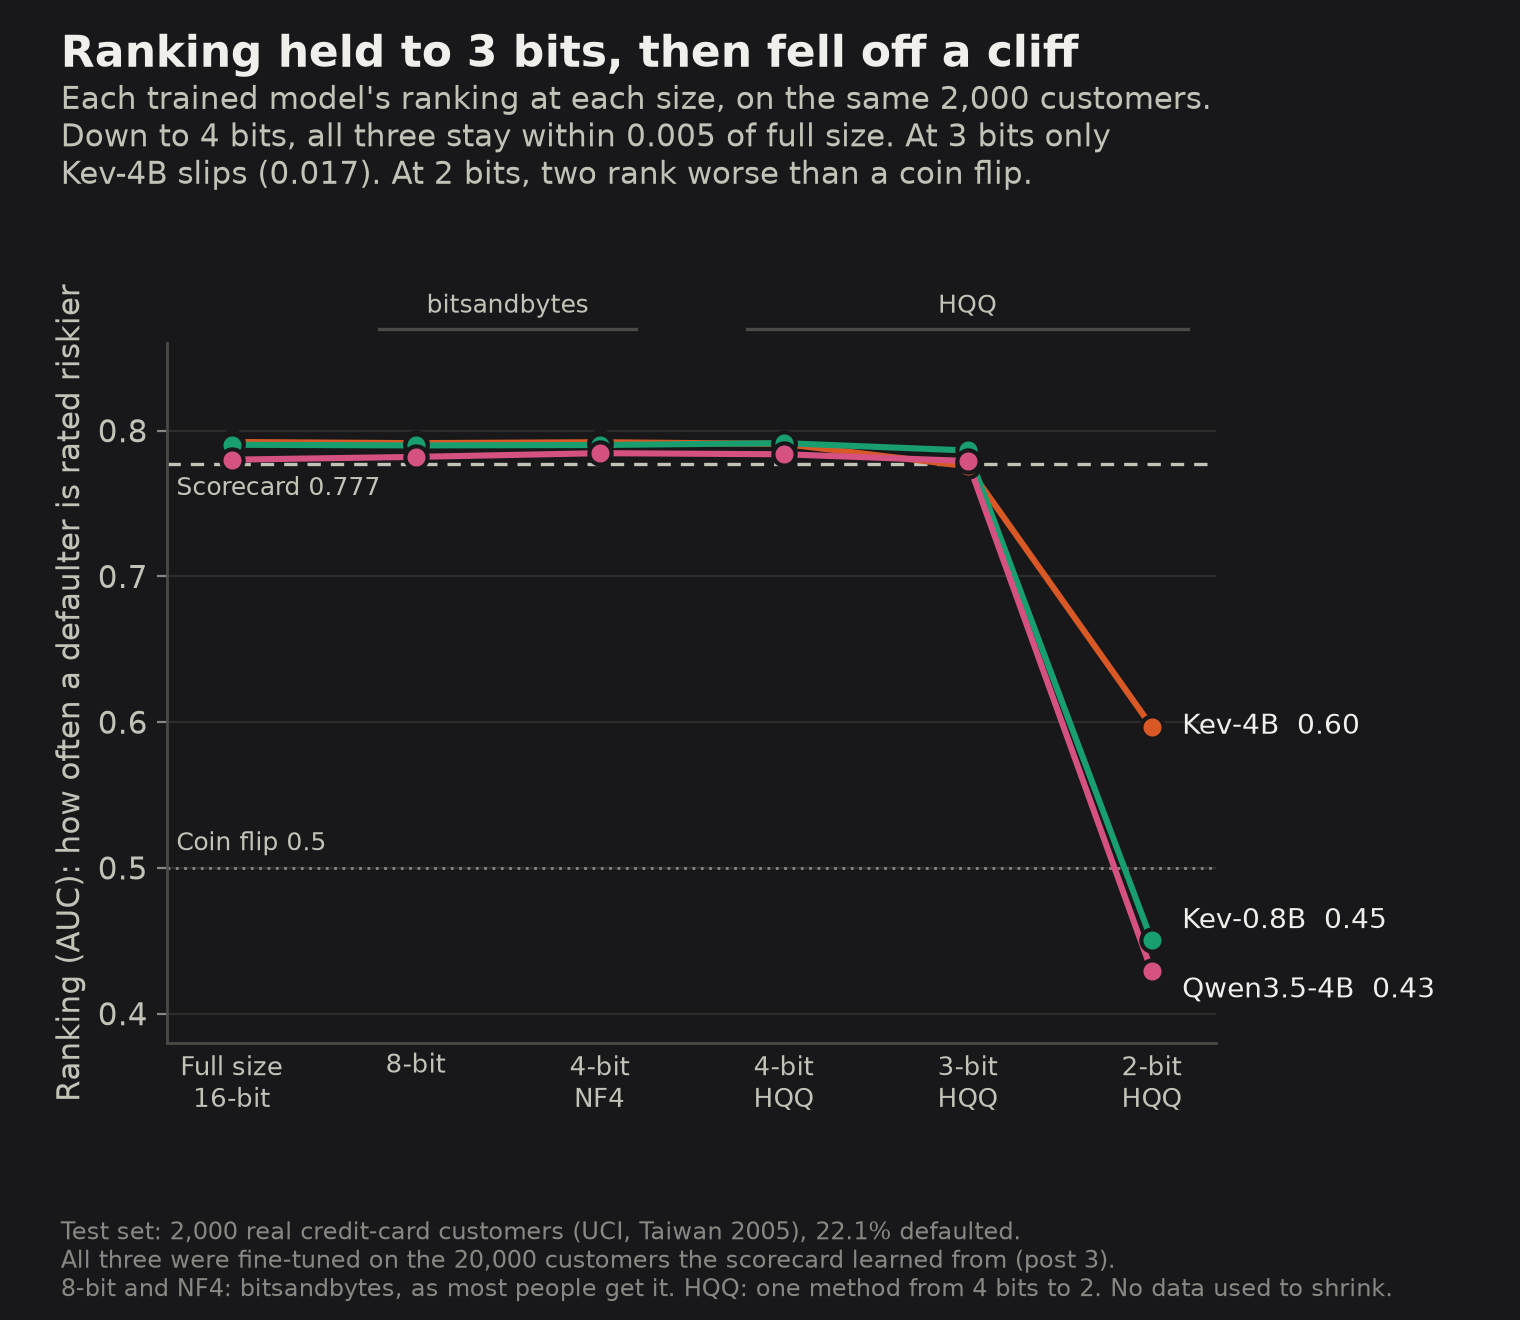 Ranking held to 3 bits, then fell off a cliff
Each trained model's ranking at each size, on the same 2,000 customers.
Down to 4 bits, all three stay within 0.005 of full size. At 3 bits only
Kev-4B slips (0.017). At 2 bits, two rank worse than a coin flip.
bitsandbytes
HQQ
Ranking (AUC): how often a defaulter is rated riskier
0.8
Scorecard 0.777
0.7
0.6
Kev-4B 0.60
Coin flip 0.5
0.5
Kev-0.8B 0.45
Qwen3.5-4B 0.43
0.4
Full size
16-bit
8-bit
4-bit
NF4
4-bit
HQQ
3-bit
HQQ
2-bit
HQQ
Test set: 2,000 real credit-card customers (UCI, Taiwan 2005), 22.1% defaulted.
All three were fine-tuned on the 20,000 customers the scorecard learned from (post 3).
8-bit and NF4: bitsandbytes, as most people get it. HQQ: one method from 4 bits to 2. No data used to shrink.